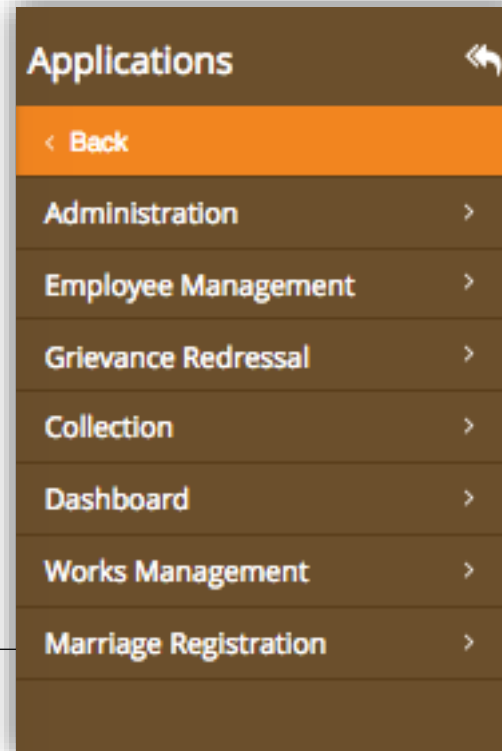 Applications
Back
Administration
Employee Management
Grievance Redressal
Collection
Dashboard
Works Management
Marriage Registration